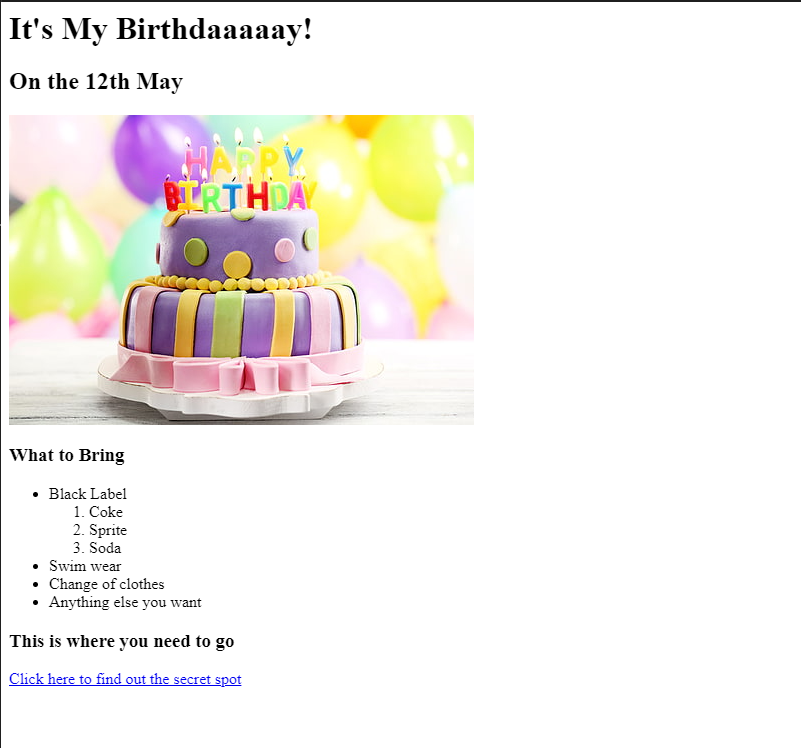 It's My Birthdaaaaay!
On the 12th May
HAPPY
BIRTHDAY
What to Bring
• Black Label
1. Coke
2. Sprite
3. Soda
• Swim wear
• Change of clothes
• Anything else you want
This is where you need to go
Click here to find out the secret spot